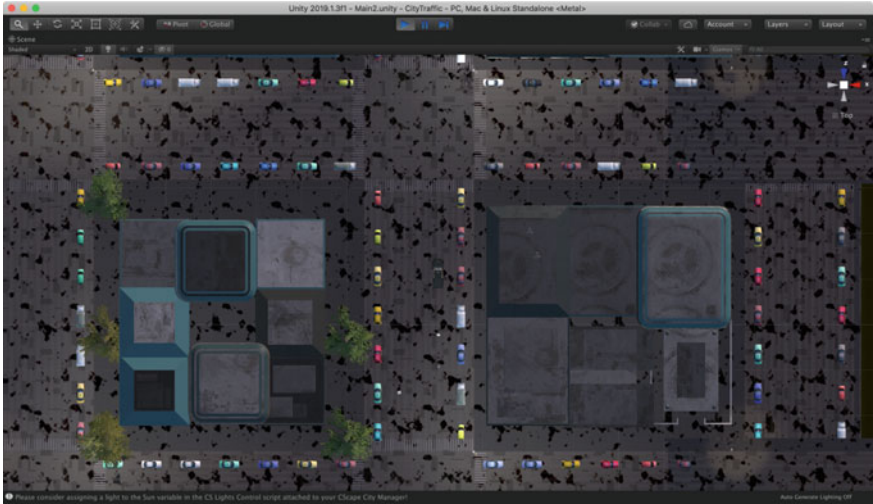 Unity 2019.1.3f1 - Main2.unity - CityTraffic - PC, Mac & Linux Standalone <Metal>
Pivot Global Collab Account Layers Layout
Scene
Shaded 2D Gizmos All
z
x
Top
Please consider assigning a light to the Sun variable in the CS Lights Control script attached to your CScape City Manager!
Auto Generate Lighting Off